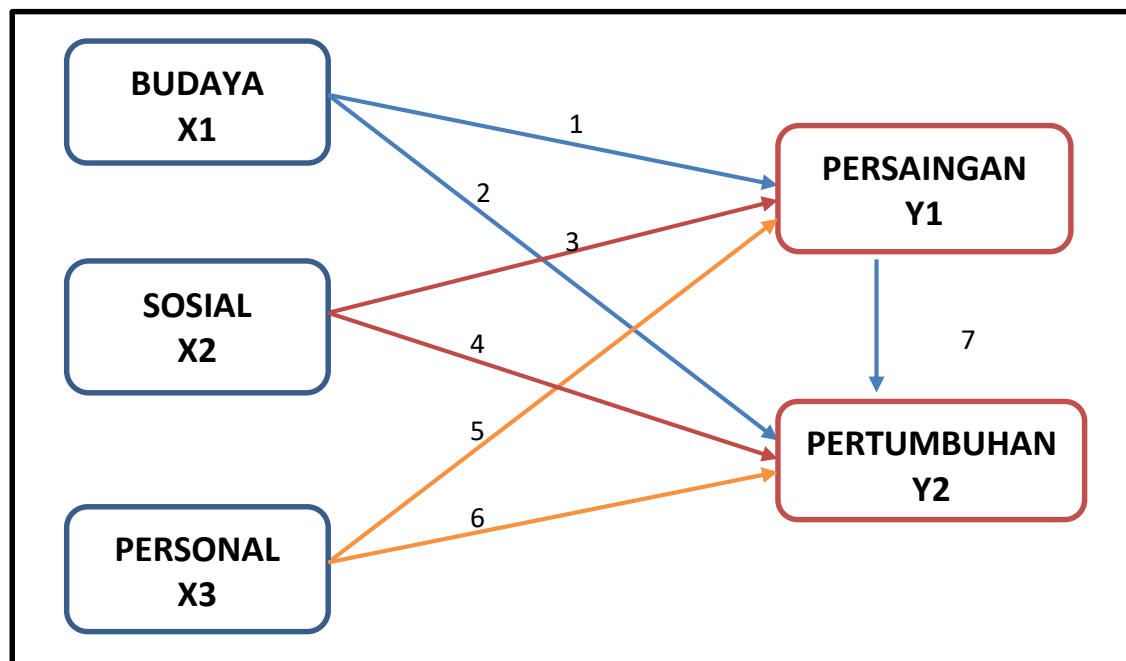 BUDAYA
X1
1
PERSAINGAN
Y1
2
3
SOSIAL
X2
4
7
5
PERTUMBUHAN
Y2
6
PERSONAL
X3